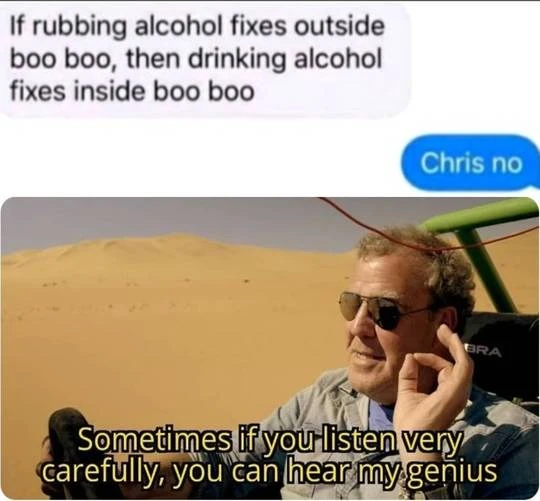 If rubbing alcohol fixes outside
boo boo, then drinking alcohol
fixes inside boo boo
Chris no
BRA
Sometimes if you listen very
carefully, you can hear my genius